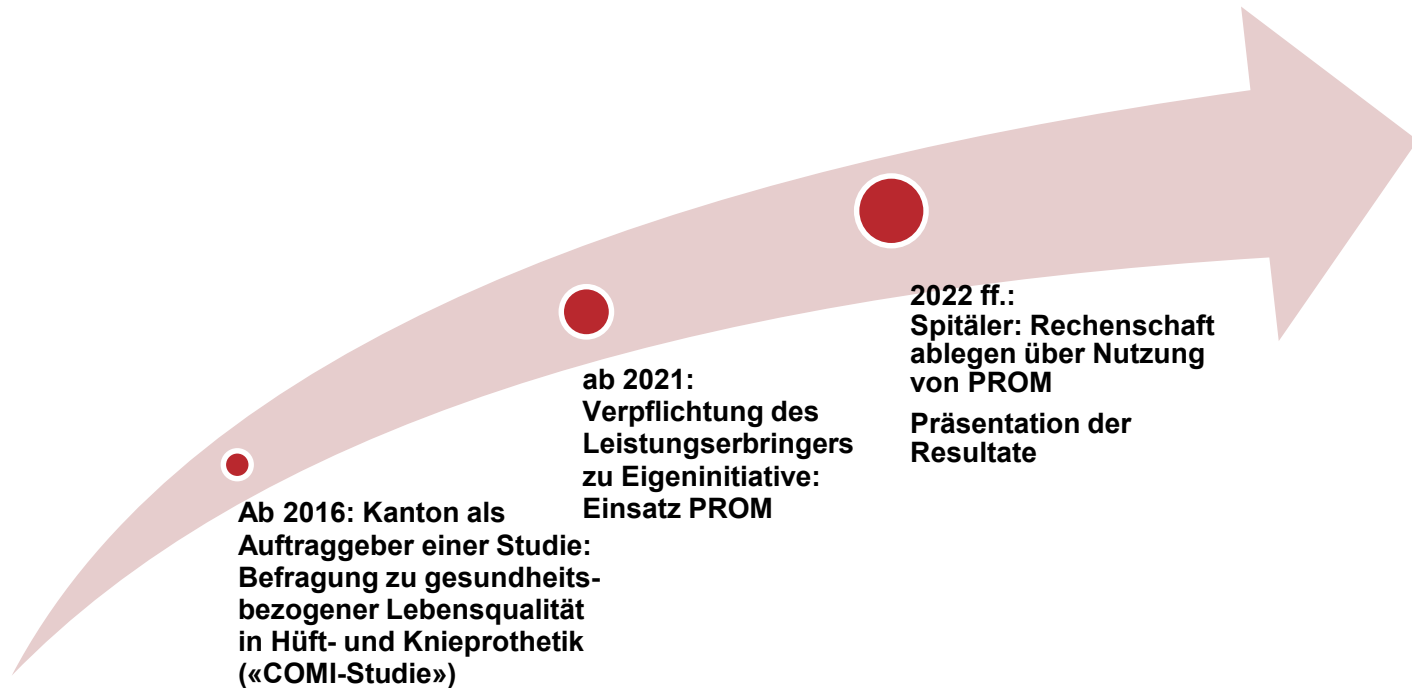 Ab 2016: Kanton als
Auftraggeber einer Studie:
Befragung zu gesundheits-
bezogener Lebensqualität
in Hüft- und Knieprothetik
(«COMI-Studie»)
ab 2021:
Verpflichtung des
Leistungserbringers
zu Eigeninitiative:
Einsatz PROM
2022 ff.:
Spitäler: Rechenschaft
ablegen über Nutzung
von PROM
Präsentation der
Resultate